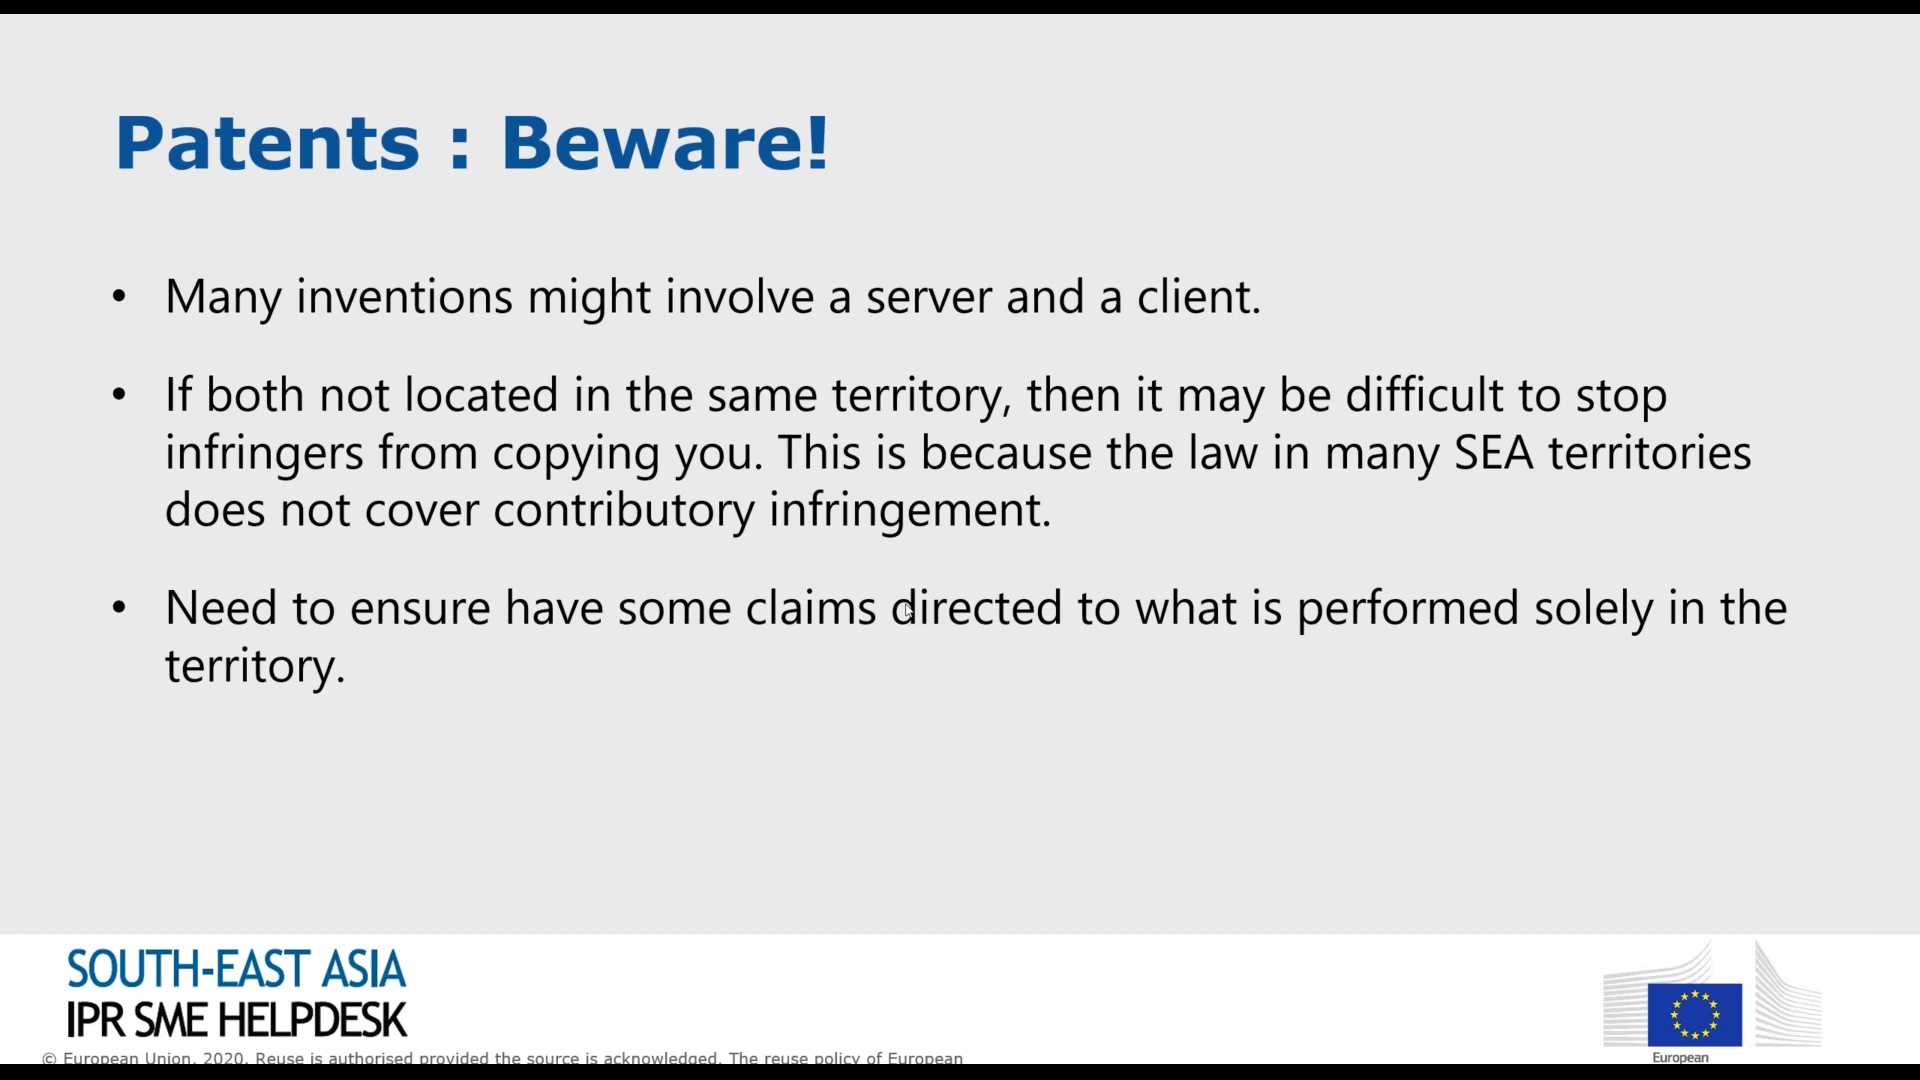 Patents : Beware!
• Many inventions might involve a server and a client.
• If both not located in the same territory, then it may be difficult to stop
infringers from copying you. This is because the law in many SEA territories
does not cover contributory infringement.
• Need to ensure have some claims directed to what is performed solely in the
territory.
SOUTH-EAST ASIA
IPR SME HELPDESK
© European Union, 2020. Reuse is authorised provided the source is acknowledged. The reuse policy of European
European